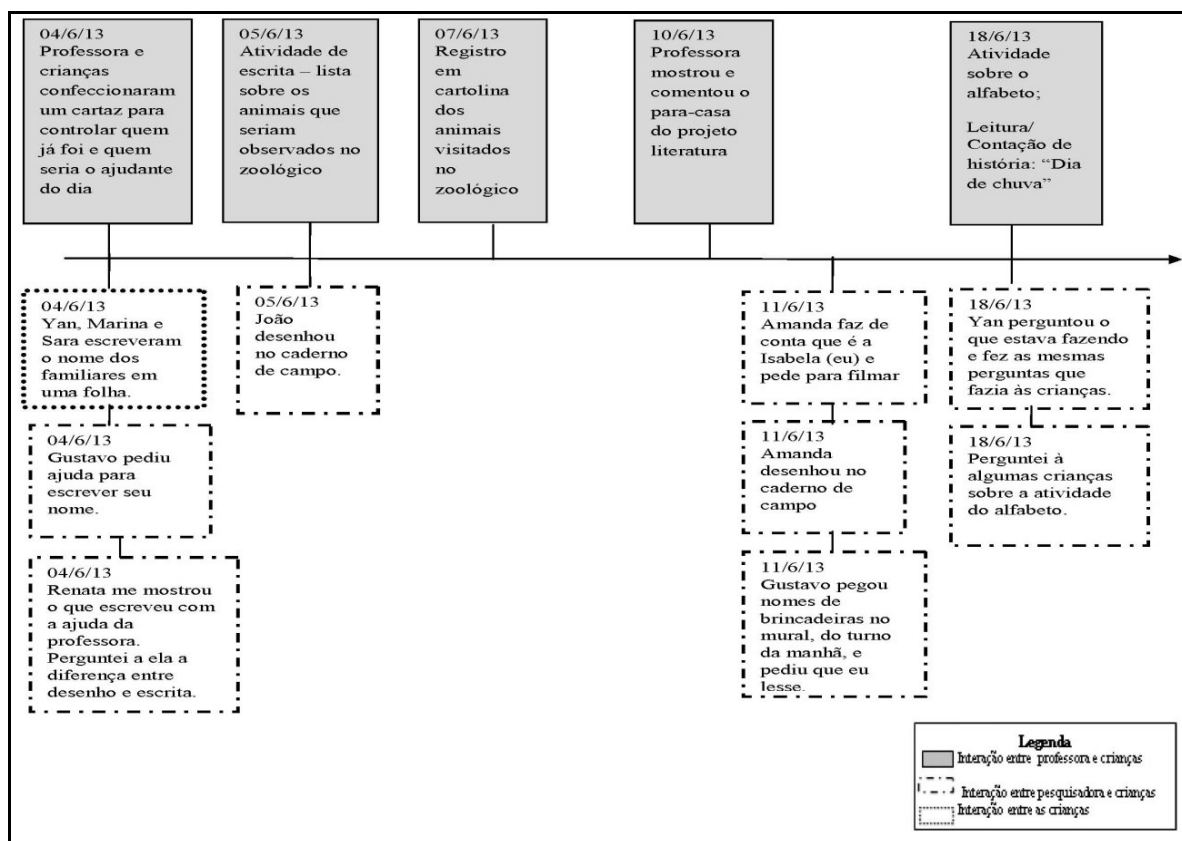 04/6/13
Professora e
crianças
confeccionaram
um cartaz para
controlar quem
já foi e quem
seria o ajudante
do dia
05/6/13
Atividade de
escrita – lista
sobre os
animais que
seriam
observados no
zoológico
07/6/13
Registro
em
cartolina
dos
animais
visitados
no
zoológico
10/6/13
Professora
mostrou e
comentou o
para-casa
do projeto
literatura
18/6/13
Atividade
sobre o
alfabeto;
Leitura/
Contação de
história: “Dia
de chuva”
04/6/13
Yan, Marina e
Sara escreveram
o nome dos
familiares em
uma folha.
04/6/13
Gustavo pediu
ajuda para
escrever seu
nome.
04/6/13
Renata me mostrou
o que escreveu com
a ajuda da
professora.
Perguntei a ela a
diferença entre
desenho e escrita.
05/6/13
João
desenhou
no caderno
de campo.
11/6/13
Amanda faz de
conta que é a
Isabela (eu) e
pede para filmar
11/6/13
Amanda
desenhou no
caderno de
campo
11/6/13
Gustavo pegou
nomes de
brincadeiras no
mural, do turno
da manhã, e
pediu que eu
lesse.
18/6/13
Yan perguntou o
que estava fazendo
e fez as mesmas
perguntas que
fazia às crianças.
18/6/13
Perguntei à
algumas crianças
sobre a atividade
do alfabeto.
Legenda
Interação entre professora e crianças
Interação entre pesquisadora e crianças
Interação entre as crianças